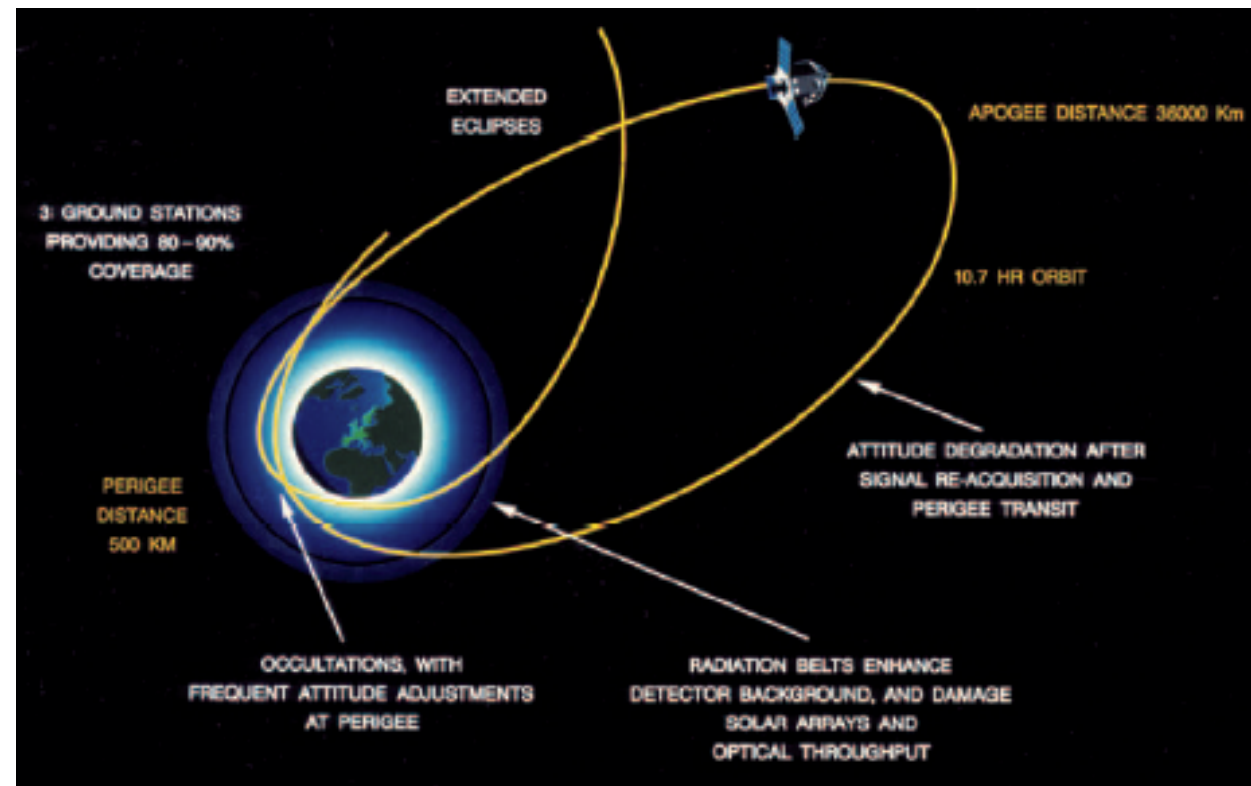 EXTENDED
ECLIPSES
APOGEE DISTANCE 36000 Km
3: GROUND STATIONS
PROVIDING 80-90%
COVERAGE
10.7 HR ORBIT
ATTITUDE DEGRADATION AFTER
SIGNAL RE-ACQUISITION AND
PERIGEE TRANSIT
PERIGEE
DISTANCE
500 KM
OCCULTATIONS, WITH
FREQUENT ATTITUDE ADJUSTMENTS
AT PERIGEE
RADIATION BELTS ENHANCE
DETECTOR BACKGROUND, AND DAMAGE
SOLAR ARRAYS AND
OPTICAL THROUGHPUT